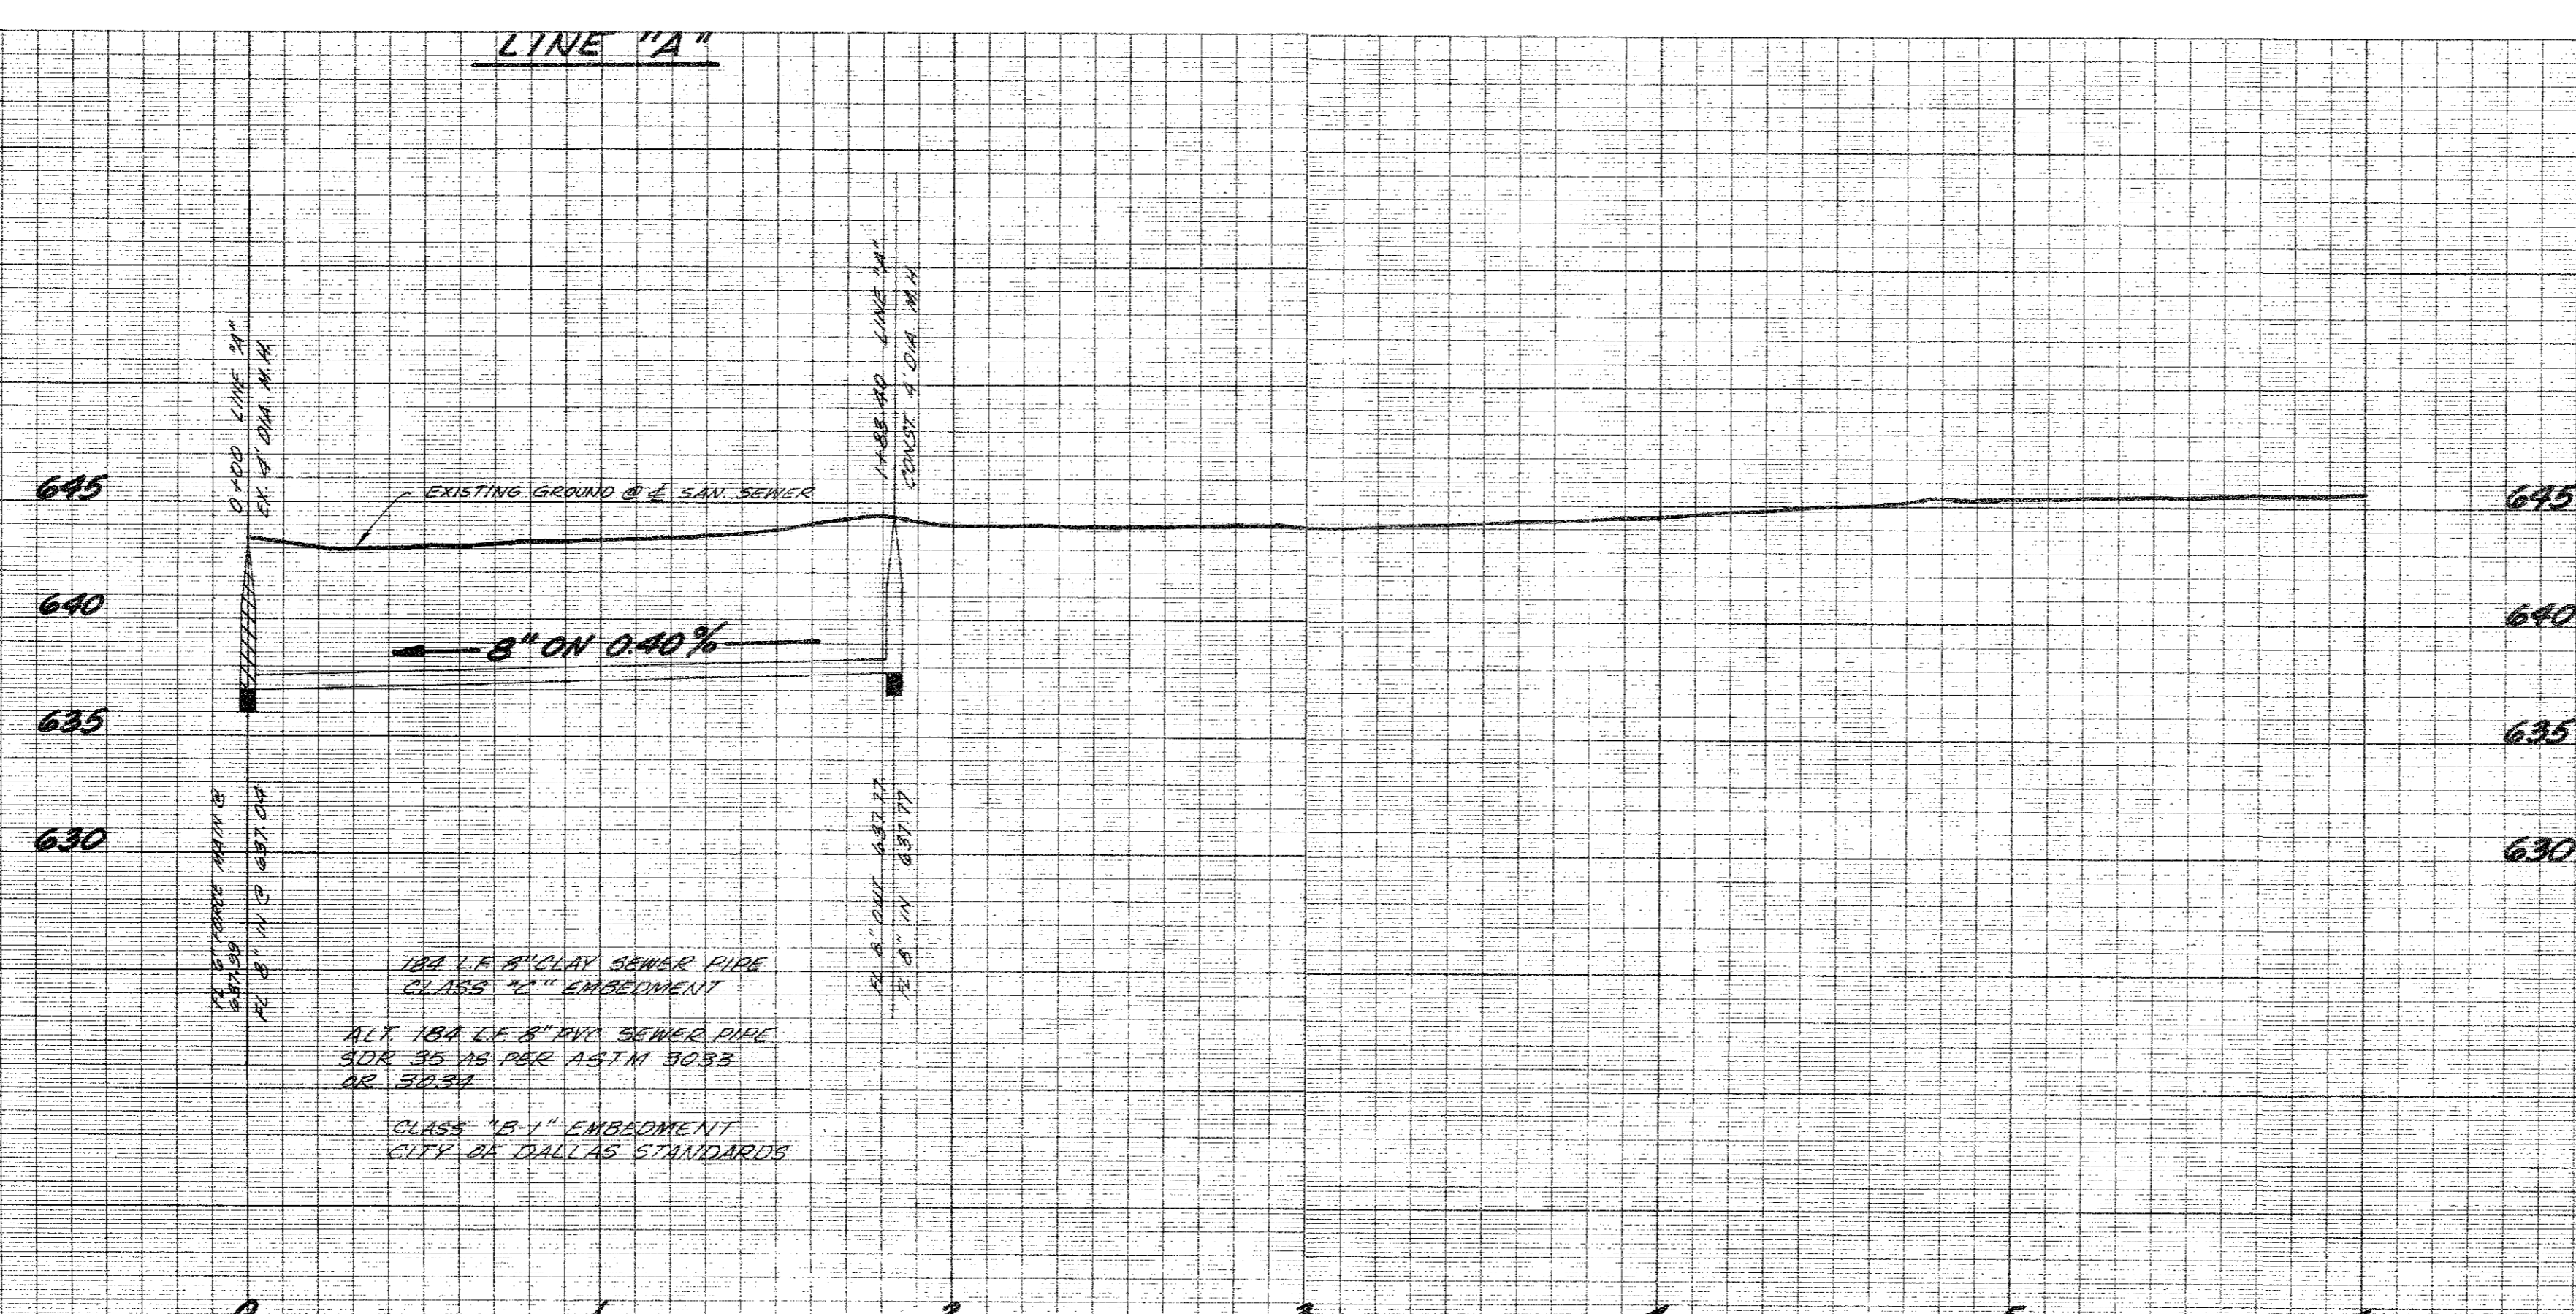 LINE "A"
0+00 LINE "A"
EX. 4' DIA. M.H.
1+83.40 LINE "A"
CONST. 4' DIA. M.H.
EXISTING GROUND @ ℄ SAN. SEWER
645
645
640
640
8" ON 0.40%
635
635
630
630
FL 6" FORCE MAIN @
637.99
FL 8" IN @ 637.04
FL 8" OUT 637.77
FL 8" IN 637.77
184 L.F. 8" CLAY SEWER PIPE
CLASS "C" EMBEDMENT
ALT. 184 L.F. 8" PVC SEWER PIPE
SDR 35 AS PER ASTM 3033
OR 3034
CLASS "B-1" EMBEDMENT
CITY OF DALLAS STANDARDS